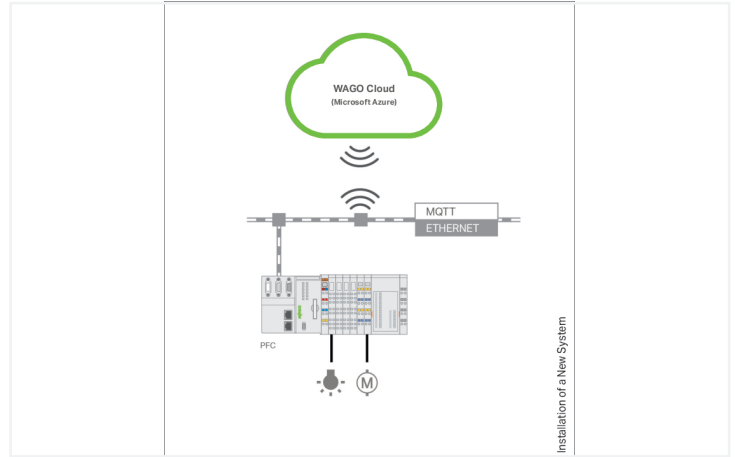 WAGO Cloud
(Microsoft Azure)
MQTT
ETHERNET
PFC
M
Installation of a New System